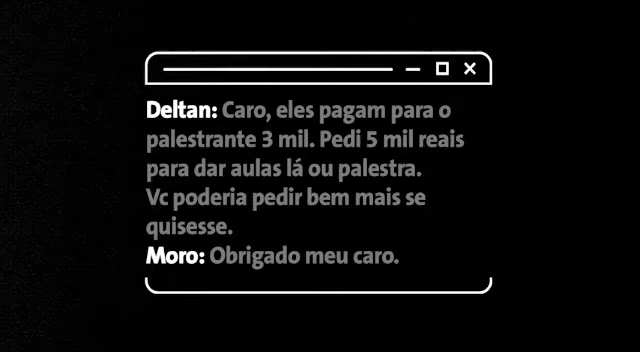 Deltan: Caro, eles pagam para o
palestrante 3 mil. Pedi 5 mil reais
para dar aulas lá ou palestra.
Vc poderia pedir bem mais se
quisesse.
Moro: Obrigado meu caro.